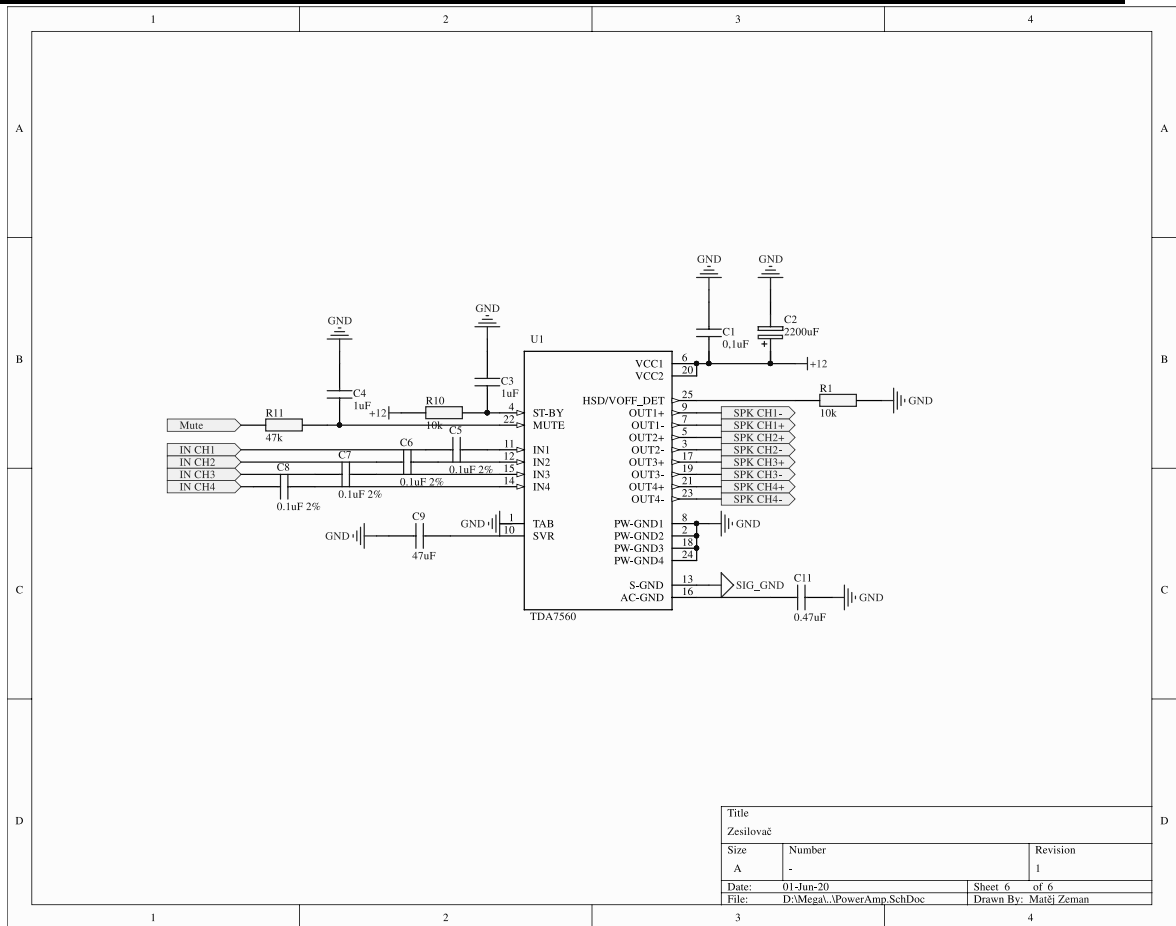 1 2 3 4
A A
GND GND
GND
GND
U1
C2
2200uF
C1
0,1uF
VCC1 6
VCC2 20
+12
C3
1uF
C4
1uF
HSD/VOFF_DET 25
R1
10k
GND
+12
R10
10k
4 ST-BY
OUT1+ 9 SPK CH1-
B B
Mute
R11
47k
22 MUTE
OUT1- 7 SPK CH1+
OUT2+ 5 SPK CH2+
IN CH1
C5
0.1uF 2%
11 IN1
OUT2- 3 SPK CH2-
IN CH2
C6
0.1uF 2%
12 IN2
OUT3+ 17 SPK CH3+
IN CH3
C7
0.1uF 2%
15 IN3
OUT3- 19 SPK CH3-
IN CH4
C8
0.1uF 2%
14 IN4
OUT4+ 21 SPK CH4+
OUT4- 23 SPK CH4-
GND 1 TAB
PW-GND1 8 GND
GND
C9
47uF
10 SVR
PW-GND2 2
PW-GND3 18
PW-GND4 24
S-GND 13 SIG_GND
AC-GND 16
C11
0.47uF
GND
TDA7560
C C
D D
Title
Zesilovač
Size Number Revision
A - 1
Date: 01-Jun-20 Sheet 6 of 6
File: D:\Mega\..\PowerAmp.SchDoc Drawn By: Matěj Zeman
1 2 3 4